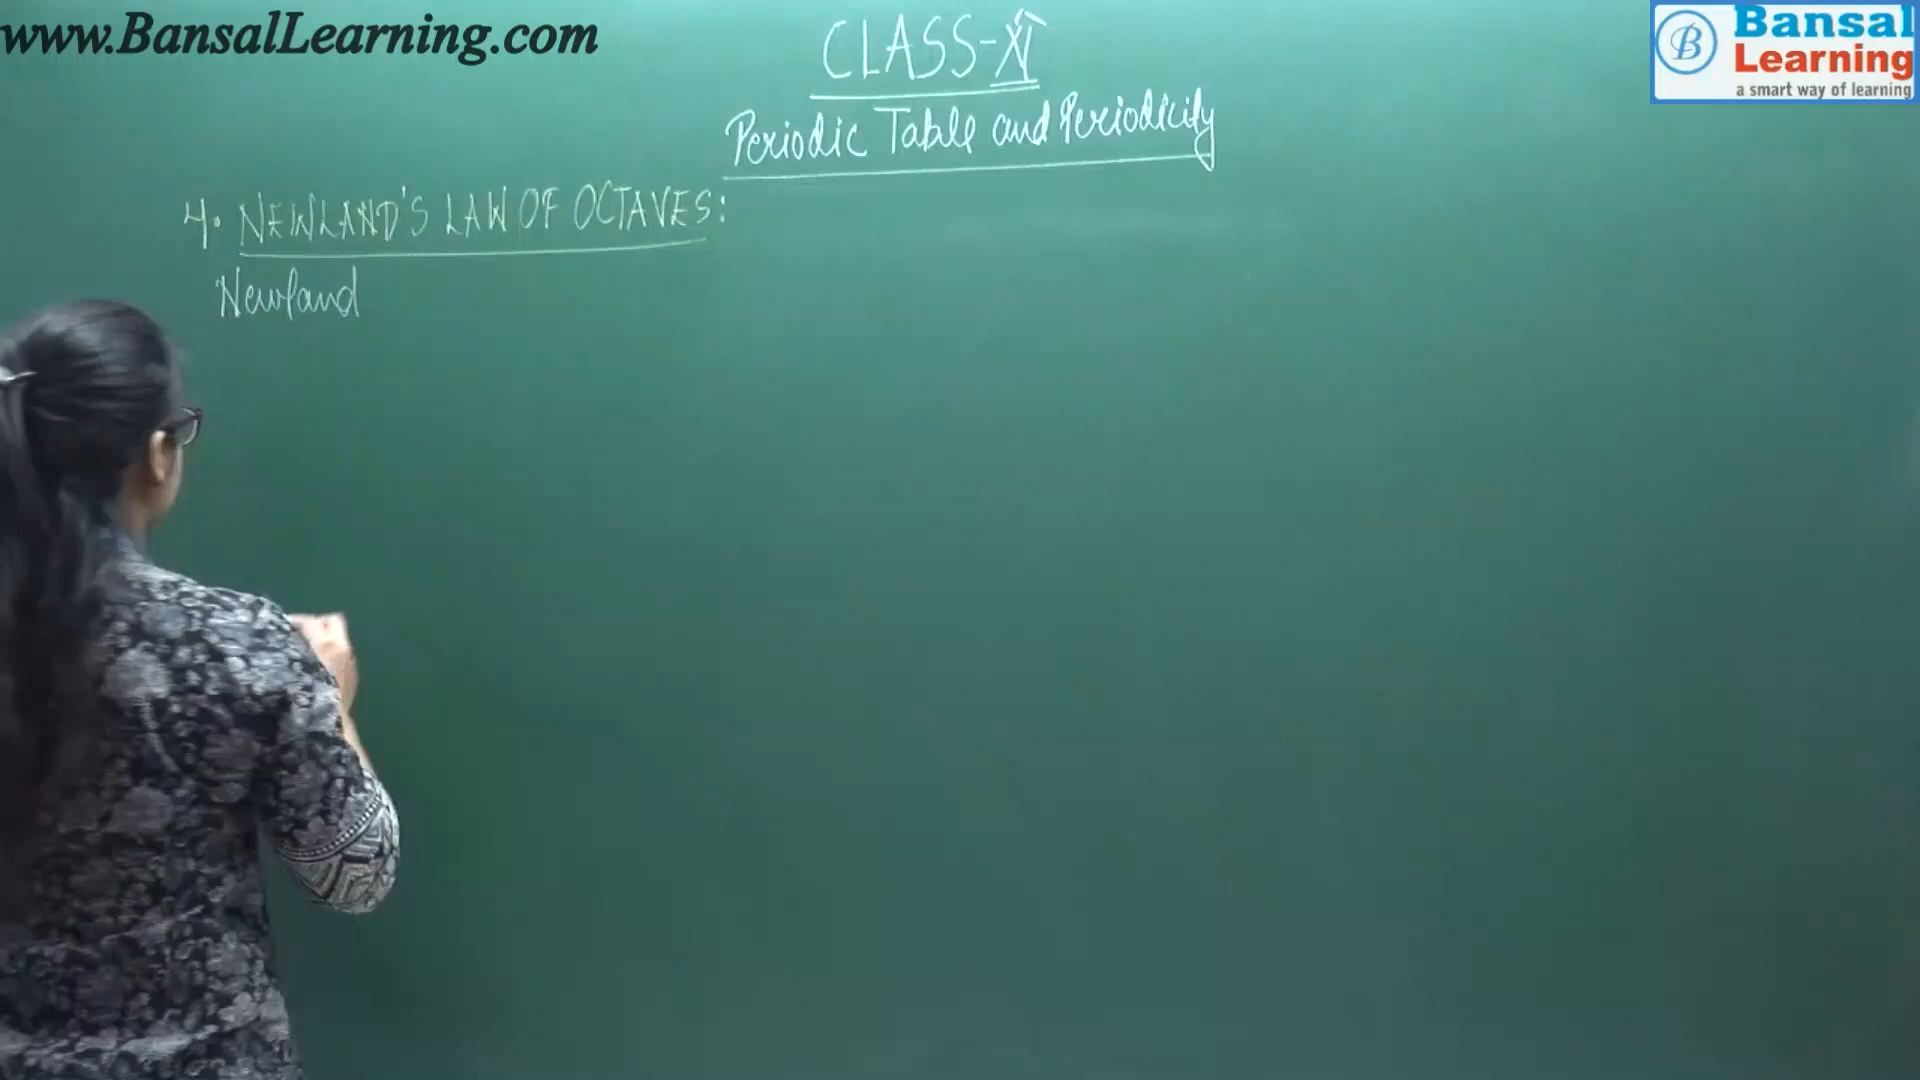 www.BansalLearning.com
CLASS-XI
Bansal
Learning
a smart way of learning
Periodic Table and Periodicity
4. NEWLAND'S LAW OF OCTAVES:
Newland